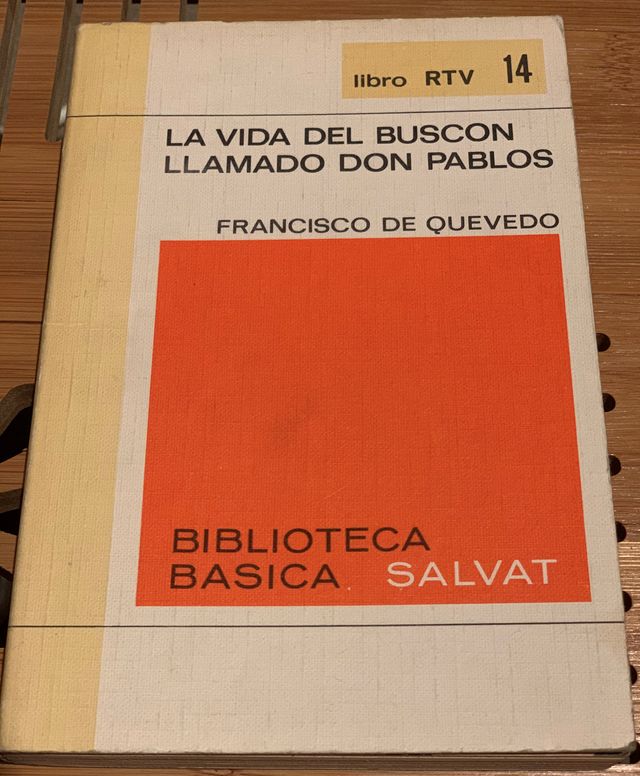 libro RTV 14
LA VIDA DEL BUSCON
LLAMADO DON PABLOS
FRANCISCO DE QUEVEDO
BIBLIOTECA
BASICA SALVAT